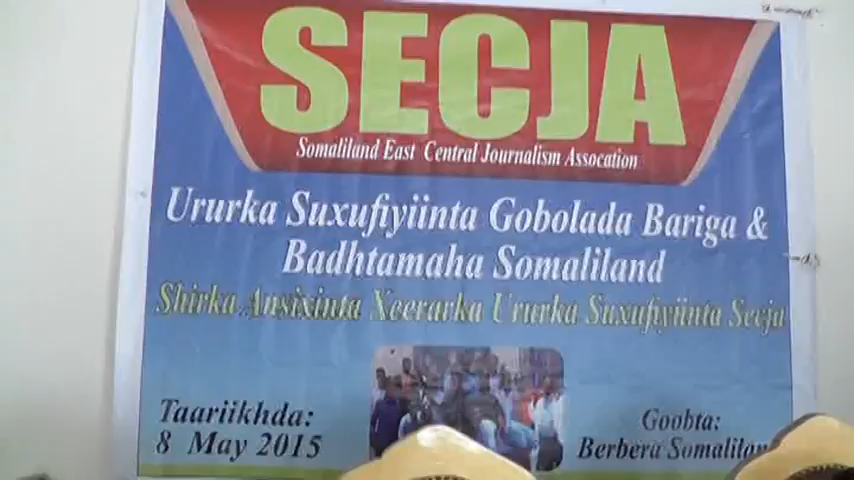 SECJA
Somaliland East Central Journalism Assocation
Ururka Suxufiyiinta Gobolada Bariga &
Badhtamaha Somaliland
Shirka Ansixinta Xeerarka Ururka Suxufiyiinta Secja
Taariikhda:
8 May 2015
Goobta:
Berbera Somalilan